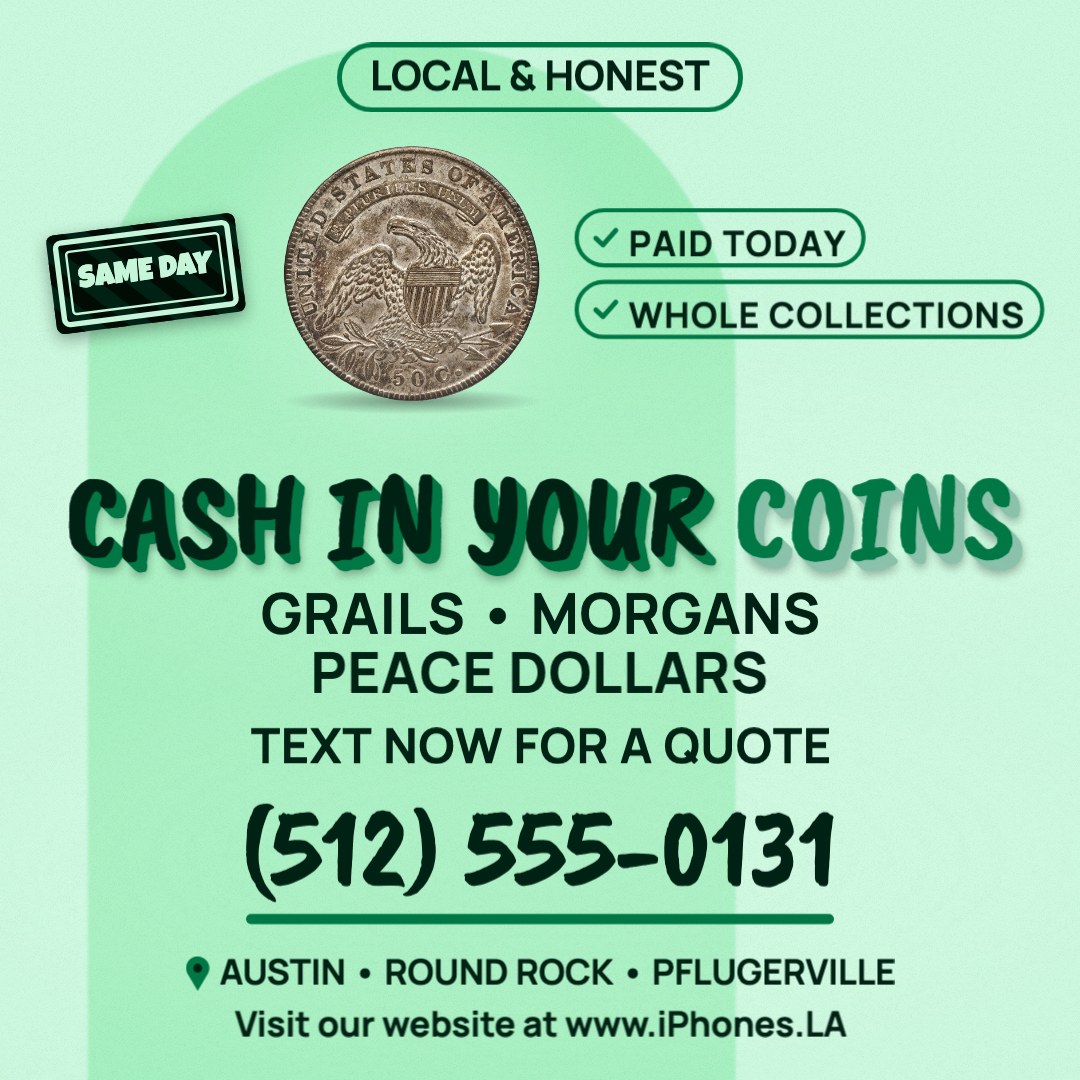 LOCAL & HONEST
SAME DAY
UNITED STATES OF AMERICA
E PLURIBUS UNUM
50 C.
PAID TODAY
WHOLE COLLECTIONS
CASH IN YOUR COINS
GRAILS • MORGANS
PEACE DOLLARS
TEXT NOW FOR A QUOTE
(512) 555-0131
AUSTIN • ROUND ROCK • PFLUGERVILLE
Visit our website at www.iPhones.LA